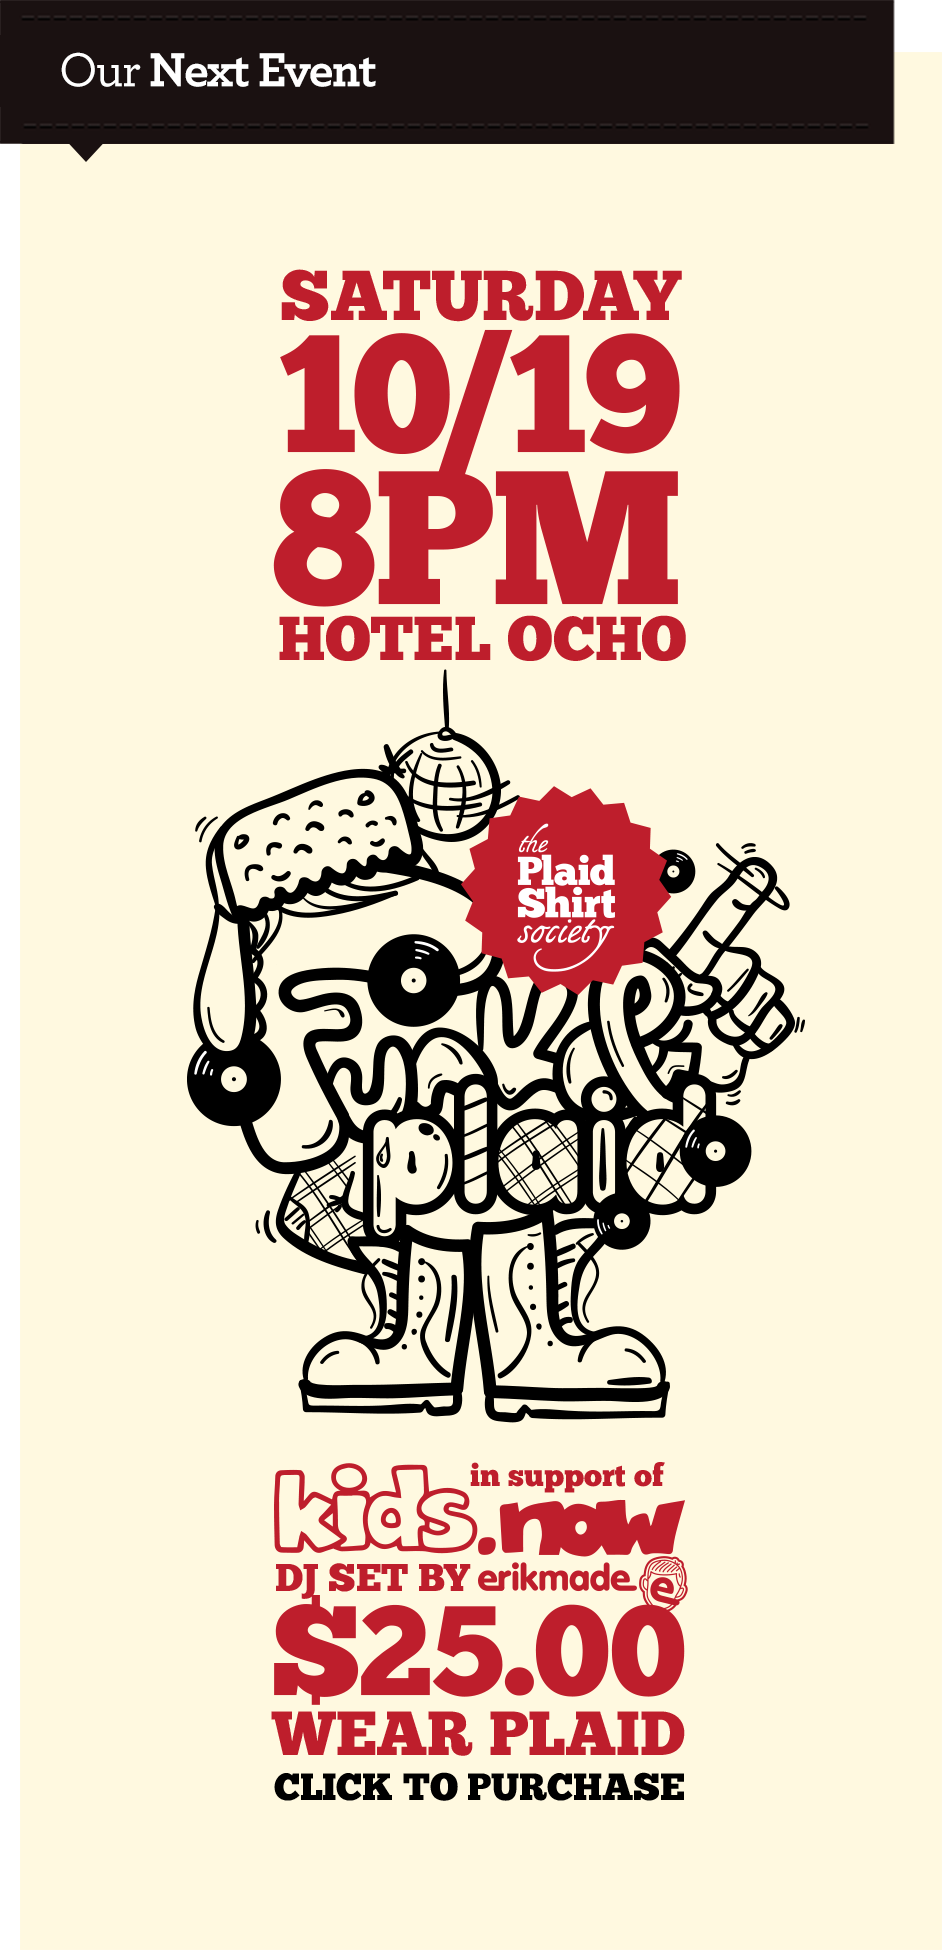 Our Next Event
SATURDAY
10/19
8PM
HOTEL OCHO
the
Plaid
Shirt
society
Funky
plaid
in support of
kids.now
DJ SET BY erikmade e
$25.00
WEAR PLAID
CLICK TO PURCHASE